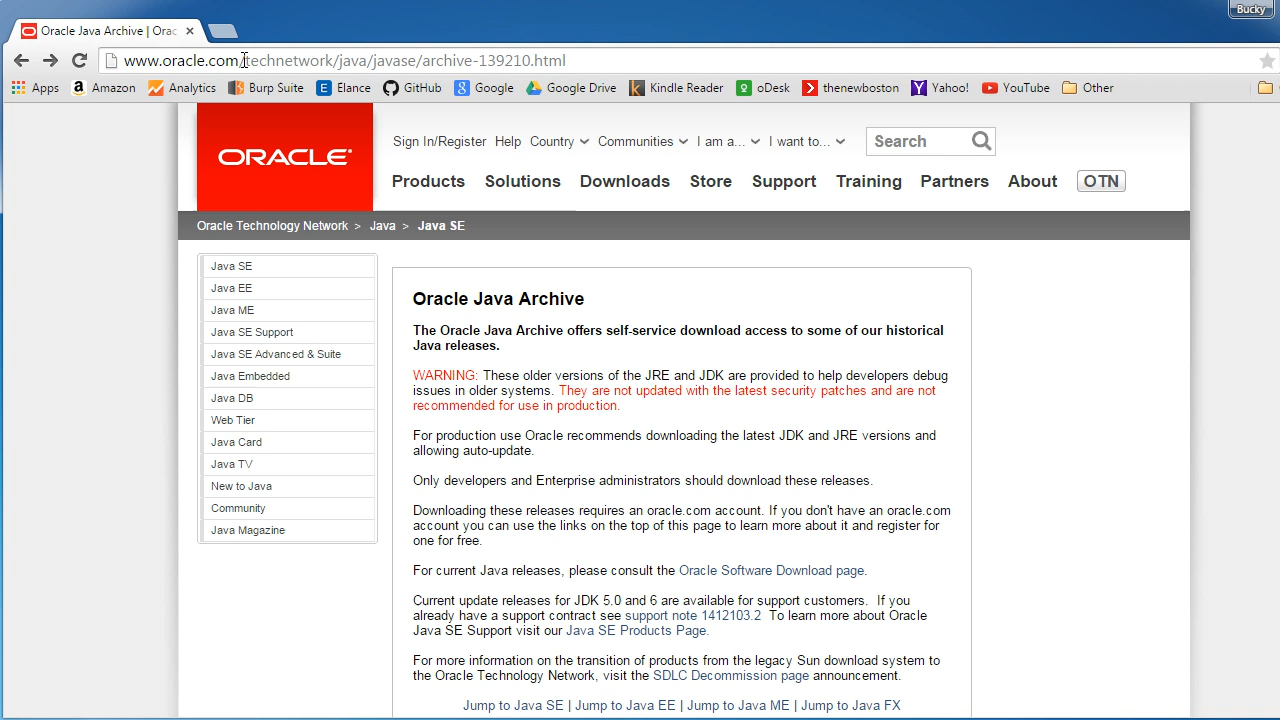 Bucky
Oracle Java Archive | Orac
www.oracle.com/technetwork/java/javase/archive-139210.html
Apps Amazon Analytics Burp Suite Elance GitHub Google Google Drive Kindle Reader oDesk thenewboston Yahoo! YouTube Other
ORACLE
Sign In/Register Help Country Communities I am a... I want to... Search
Products Solutions Downloads Store Support Training Partners About OTN
Oracle Technology Network > Java > Java SE
Java SE
Java EE
Java ME
Java SE Support
Java SE Advanced & Suite
Java Embedded
Java DB
Web Tier
Java Card
Java TV
New to Java
Community
Java Magazine
Oracle Java Archive
The Oracle Java Archive offers self-service download access to some of our historical
Java releases.
WARNING: These older versions of the JRE and JDK are provided to help developers debug
issues in older systems. They are not updated with the latest security patches and are not
recommended for use in production.
For production use Oracle recommends downloading the latest JDK and JRE versions and
allowing auto-update.
Only developers and Enterprise administrators should download these releases.
Downloading these releases requires an oracle.com account. If you don't have an oracle.com
account you can use the links on the top of this page to learn more about it and register for
one for free.
For current Java releases, please consult the Oracle Software Download page.
Current update releases for JDK 5.0 and 6 are available for support customers. If you
already have a support contract see support note 1412103.2 To learn more about Oracle
Java SE Support visit our Java SE Products Page.
For more information on the transition of products from the legacy Sun download system to
the Oracle Technology Network, visit the SDLC Decommission page announcement.
Jump to Java SE | Jump to Java EE | Jump to Java ME | Jump to Java FX